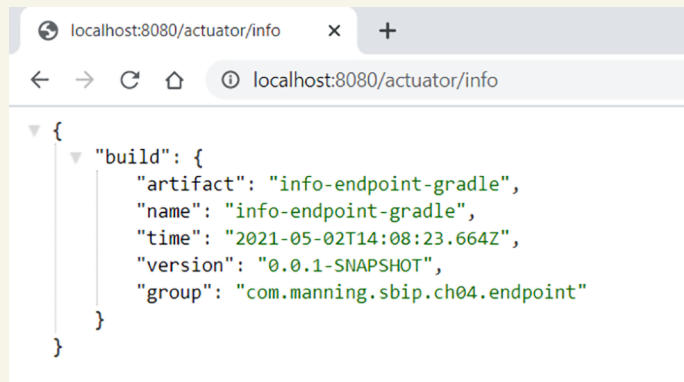 localhost:8080/actuator/info
localhost:8080/actuator/info
{
"build": {
"artifact": "info-endpoint-gradle",
"name": "info-endpoint-gradle",
"time": "2021-05-02T14:08:23.664Z",
"version": "0.0.1-SNAPSHOT",
"group": "com.manning.sbip.ch04.endpoint"
}
}